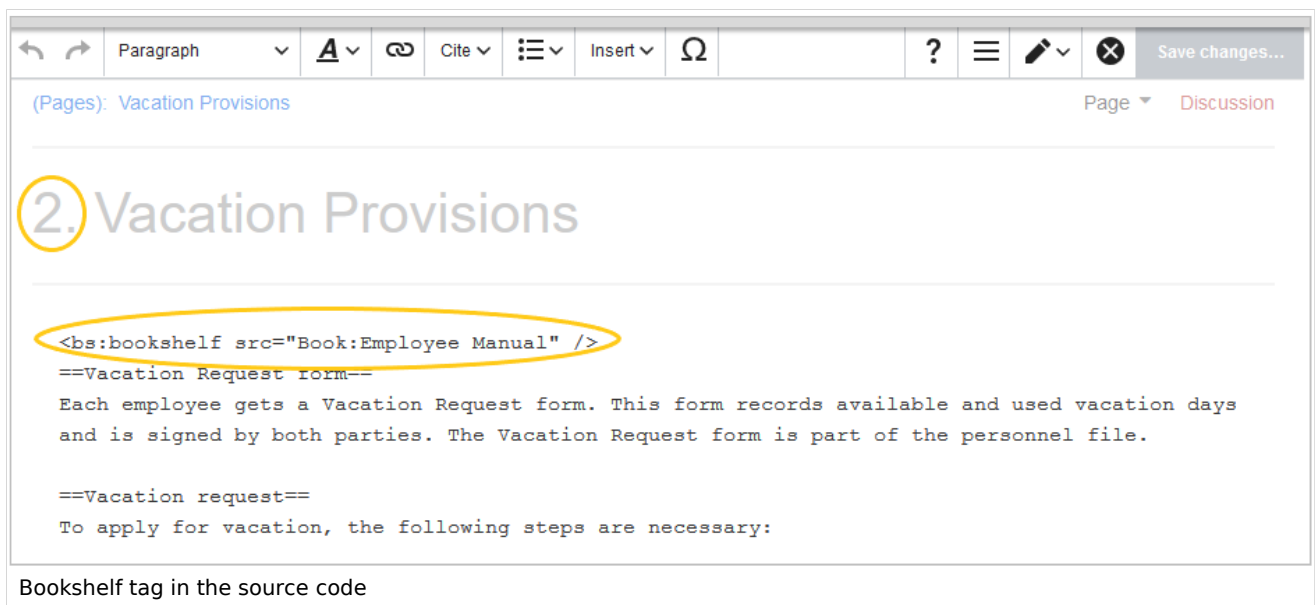 Paragraph A Cite Insert Ω ? Save changes...
(Pages): Vacation Provisions Page Discussion
2. Vacation Provisions
<bs:bookshelf src="Book:Employee Manual" />
==Vacation Request form==
Each employee gets a Vacation Request form. This form records available and used vacation days
and is signed by both parties. The Vacation Request form is part of the personnel file.
==Vacation request==
To apply for vacation, the following steps are necessary:
Bookshelf tag in the source code